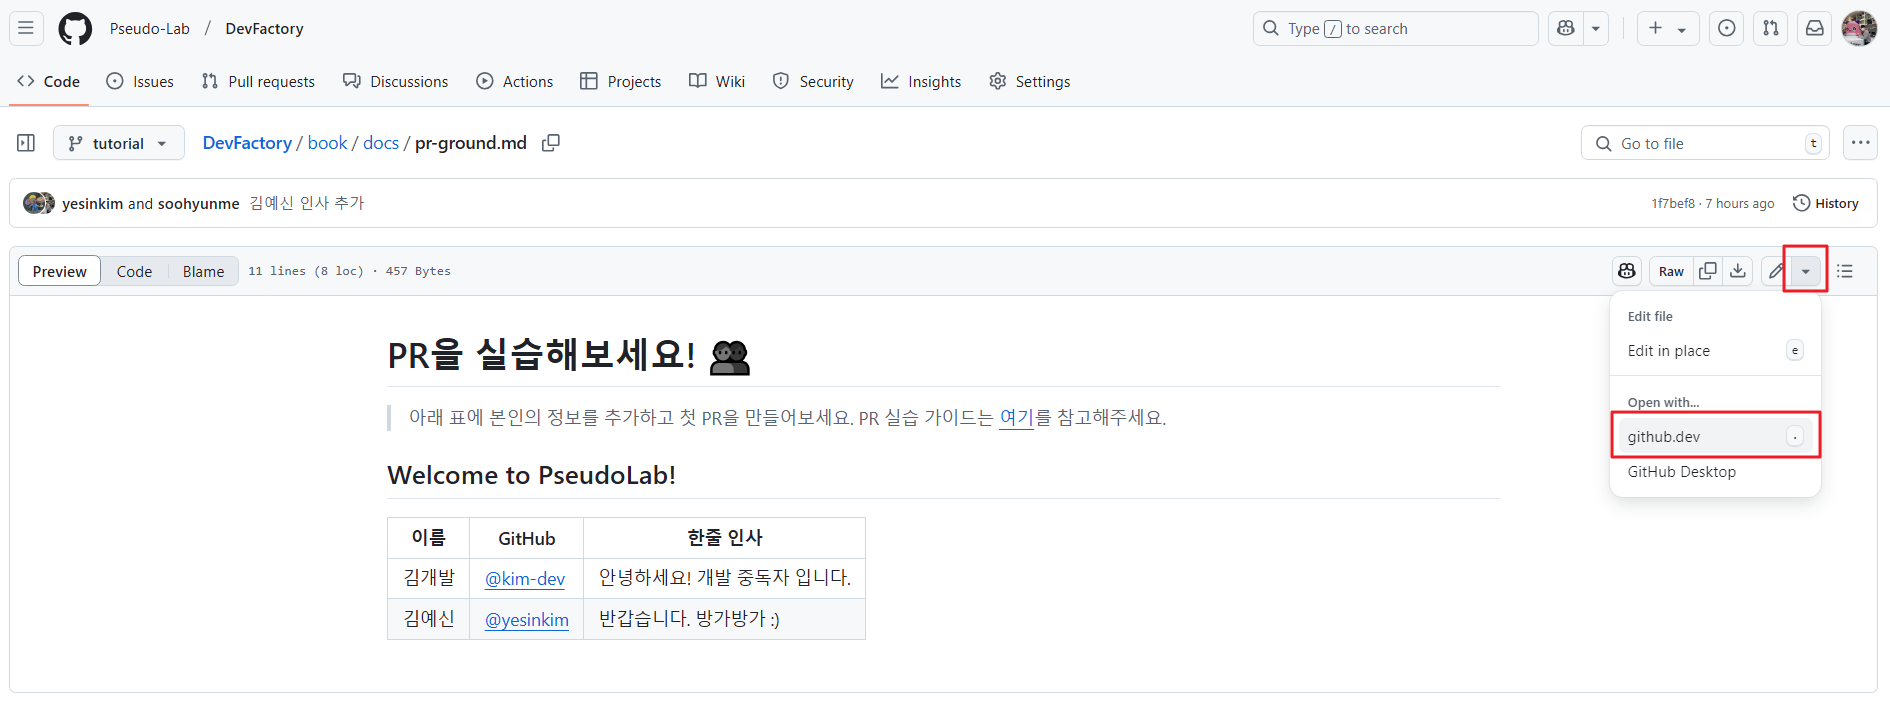 Pseudo-Lab / DevFactory
Type / to search
Code Issues Pull requests Discussions Actions Projects Wiki Security Insights Settings
tutorial DevFactory / book / docs / pr-ground.md
Go to file t
yesinkim and soohyunme 김예신 인사 추가
1f7bef8 · 7 hours ago History
Preview Code Blame 11 lines (8 loc) · 457 Bytes
Raw
Edit file
Edit in place e
Open with...
github.dev .
GitHub Desktop
PR을 실습해보세요!
아래 표에 본인의 정보를 추가하고 첫 PR을 만들어보세요. PR 실습 가이드는 여기를 참고해주세요.
Welcome to PseudoLab!
이름 GitHub 한줄 인사
김개발 @kim-dev 안녕하세요! 개발 중독자 입니다.
김예신 @yesinkim 반갑습니다. 방가방가 :)